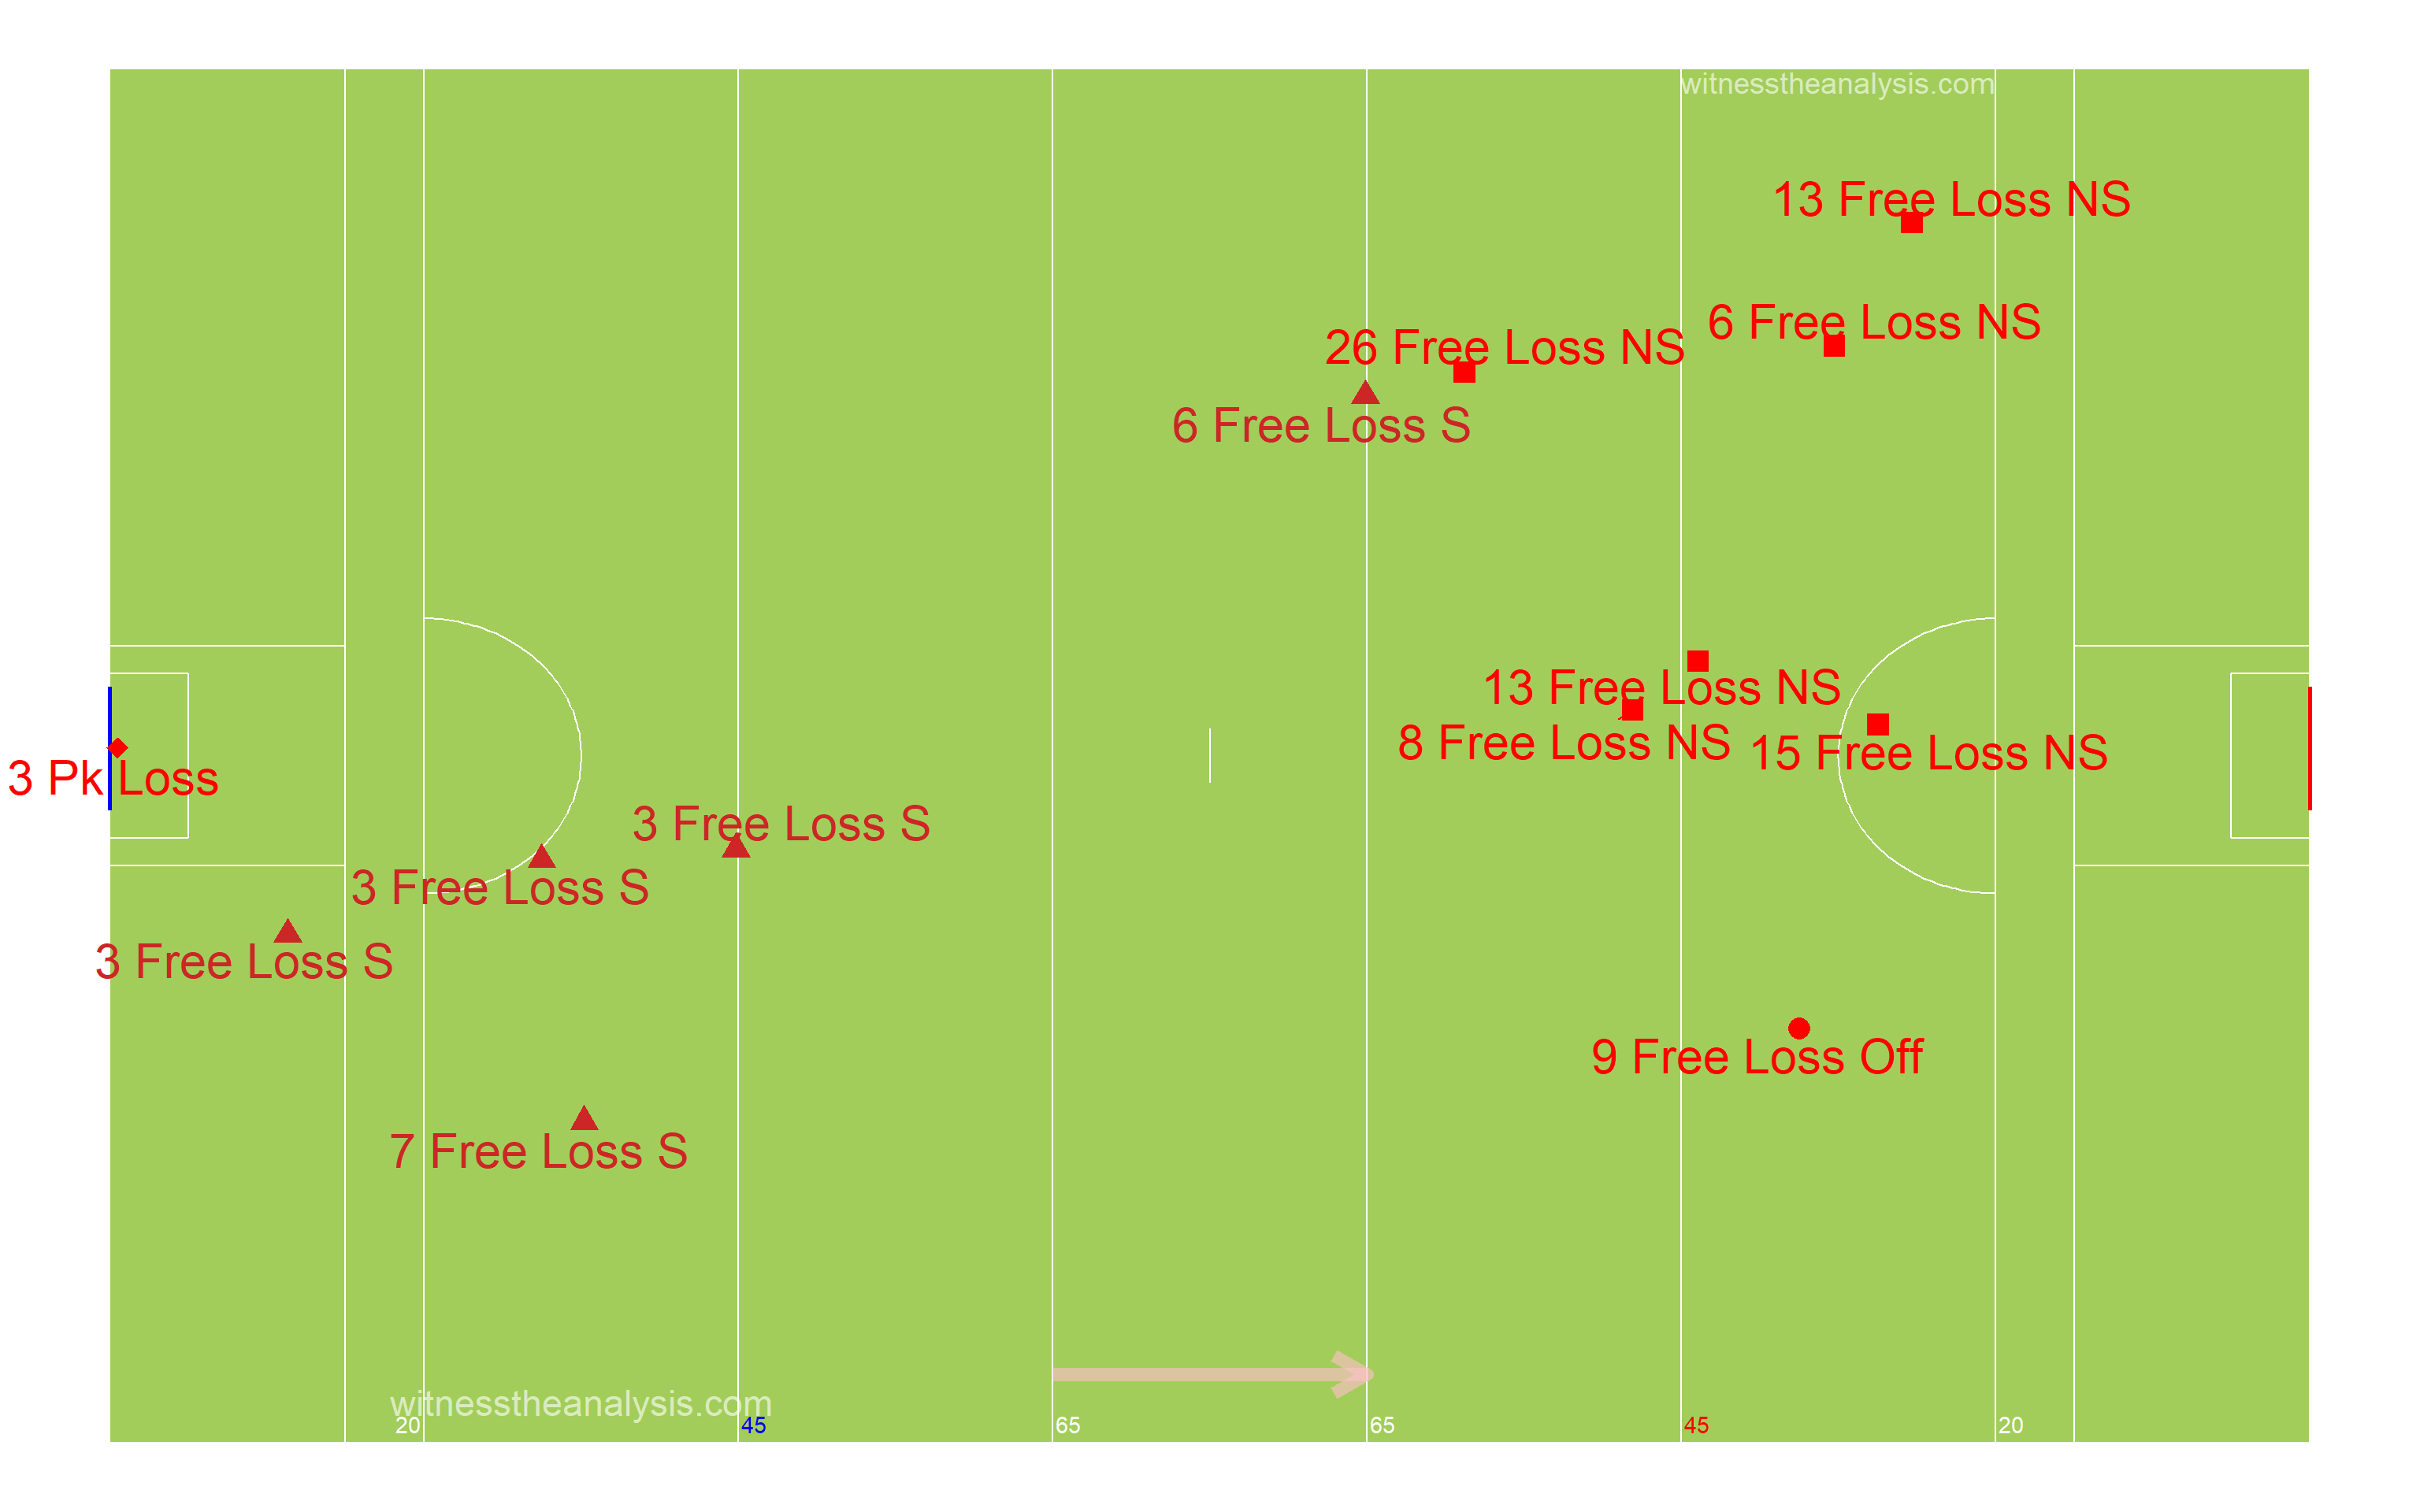 witnesstheanalysis.com
13 Free Loss NS
6 Free Loss NS
26 Free Loss NS
6 Free Loss S
13 Free Loss NS
8 Free Loss NS
15 Free Loss NS
3 Pk Loss
3 Free Loss S
3 Free Loss S
3 Free Loss S
9 Free Loss Off
7 Free Loss S
witnesstheanalysis.com
20
45
65
65
45
20